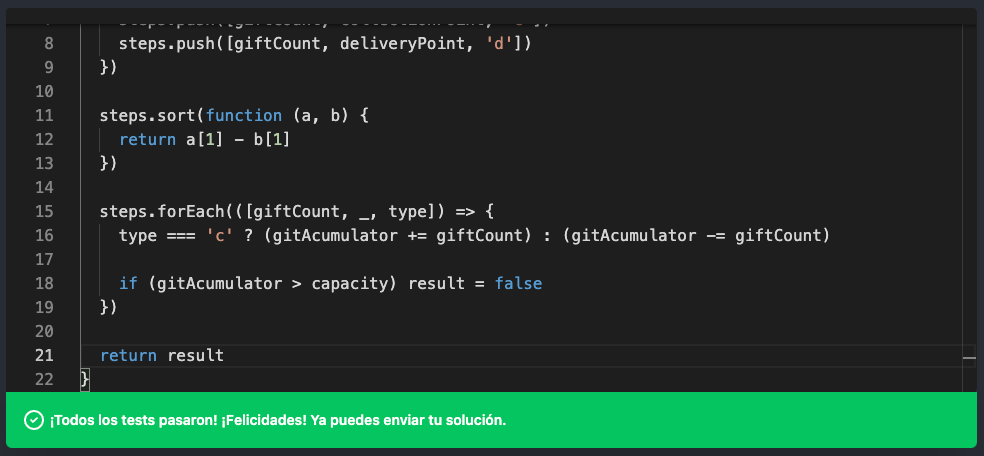 8 steps.push([giftCount, deliveryPoint, 'd'])
9 })
10
11 steps.sort(function (a, b) {
12 return a[1] - b[1]
13 })
14
15 steps.forEach(([giftCount, _, type]) => {
16 type === 'c' ? (gitAcumulator += giftCount) : (gitAcumulator -= giftCount)
17
18 if (gitAcumulator > capacity) result = false
19 })
20
21 return result
22 }
¡Todos los tests pasaron! ¡Felicidades! Ya puedes enviar tu solución.